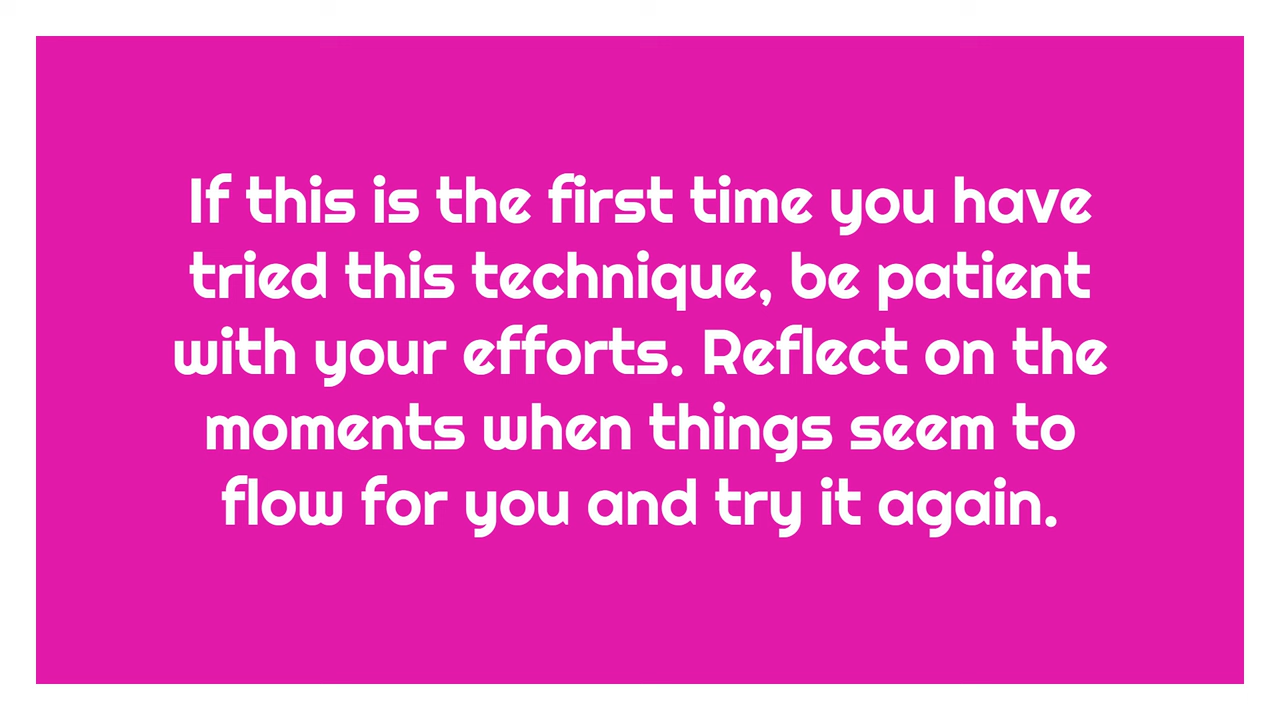 If this is the first time you have
tried this technique, be patient
with your efforts. Reflect on the
moments when things seem to
flow for you and try it again.